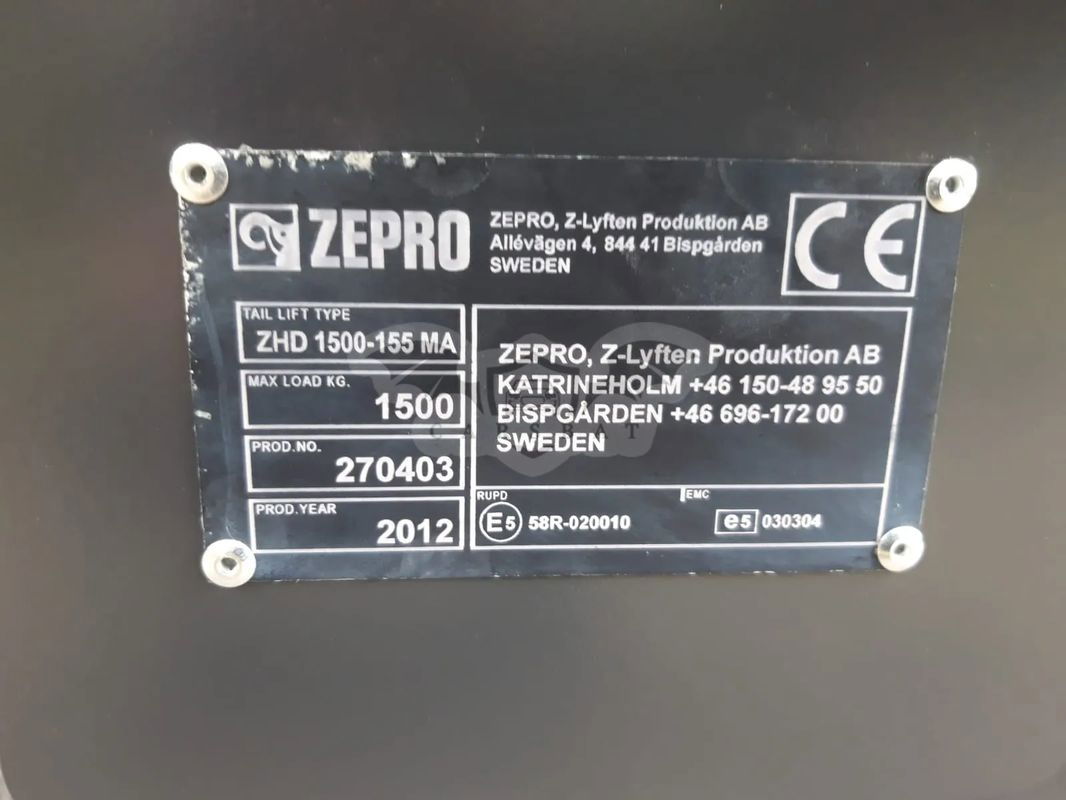 ZEPRO
ZEPRO, Z-Lyften Produktion AB
Allévägen 4, 844 41 Bispgården
SWEDEN
CE
TAIL LIFT TYPE
ZHD 1500-155 MA
MAX LOAD KG.
1500
PROD.NO.
270403
PROD.YEAR
2012
ZEPRO, Z-Lyften Produktion AB
KATRINEHOLM +46 150-48 95 50
BISPGÅRDEN +46 696-172 00
SWEDEN
RUPD
E5 58R-020010
EMC
e5 030304
CARSBAT